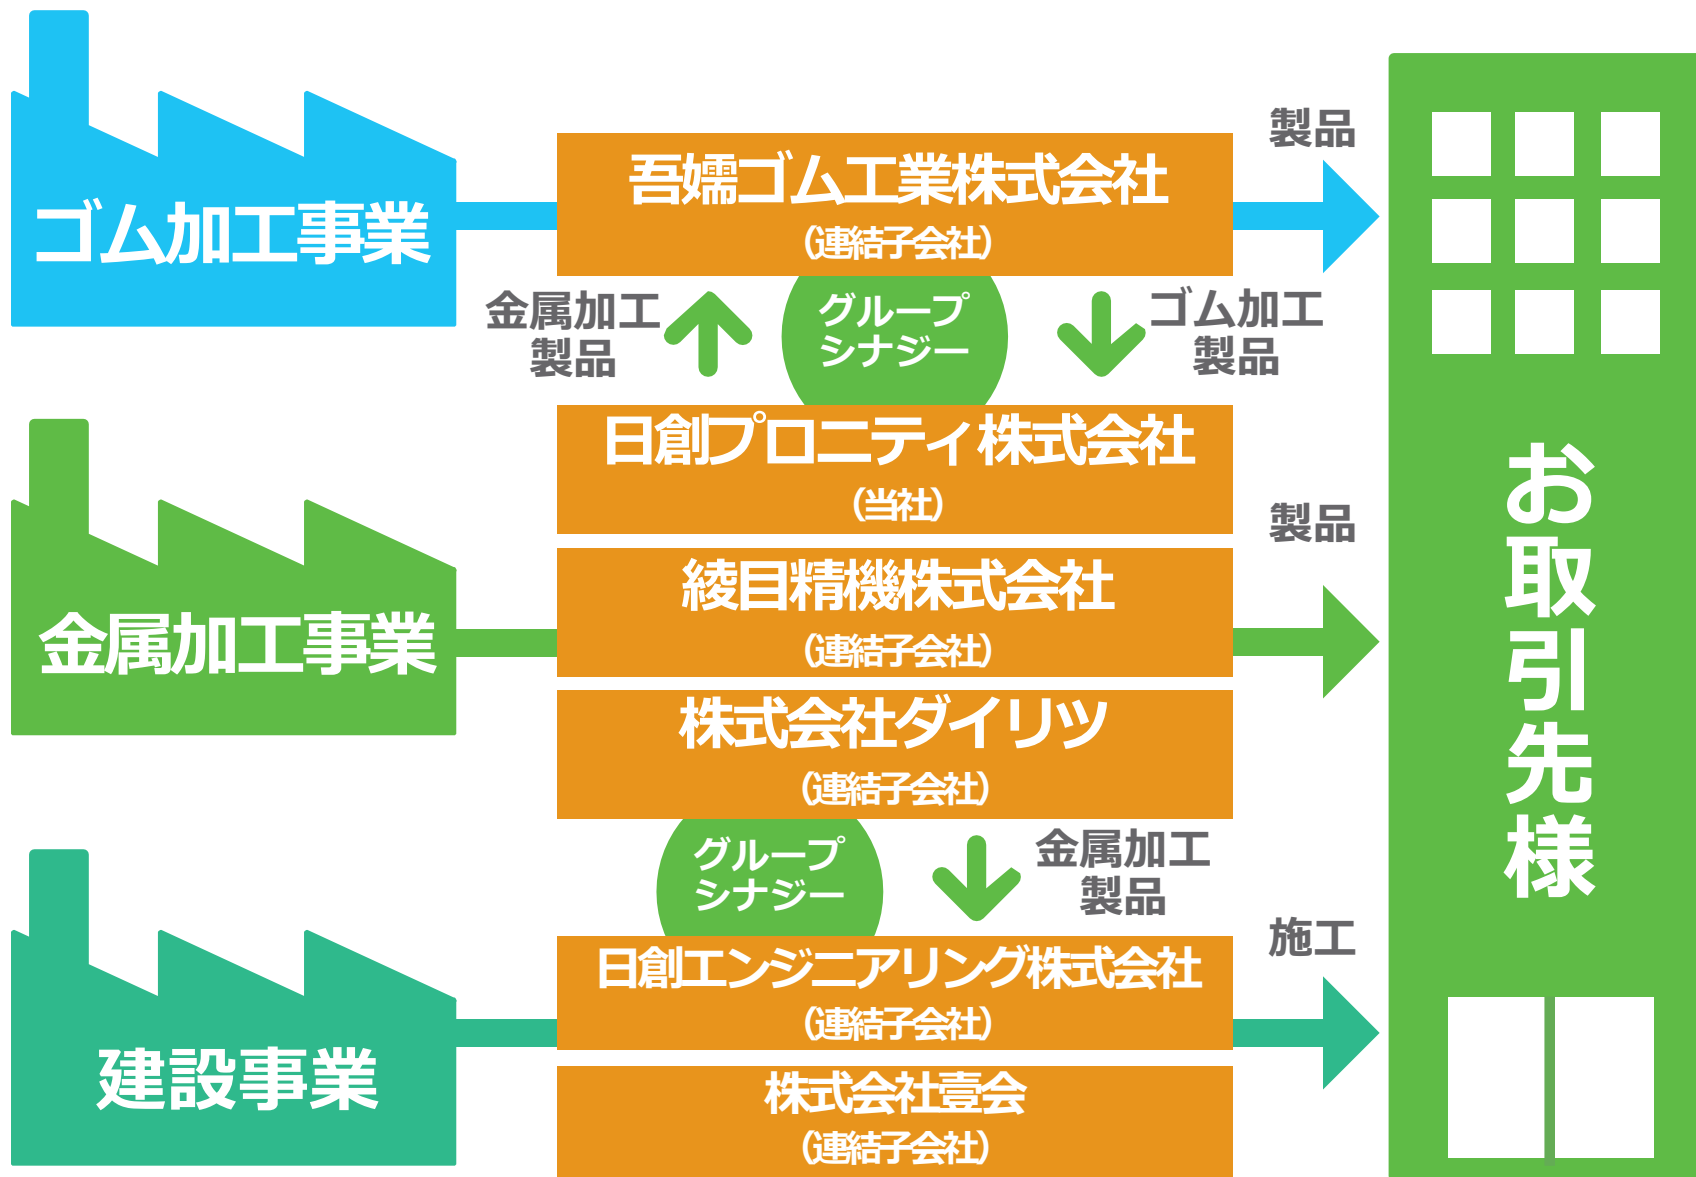 ゴム加工事業
吾嬬ゴム工業株式会社
（連結子会社）
製品
金属加工
製品
グループ
シナジー
ゴム加工
製品
金属加工事業
日創プロニティ株式会社
（当社）
綾目精機株式会社
（連結子会社）
株式会社ダイリツ
（連結子会社）
製品
グループ
シナジー
金属加工
製品
建設事業
日創エンジニアリング株式会社
（連結子会社）
株式会社壹会
（連結子会社）
施工
お取引先様